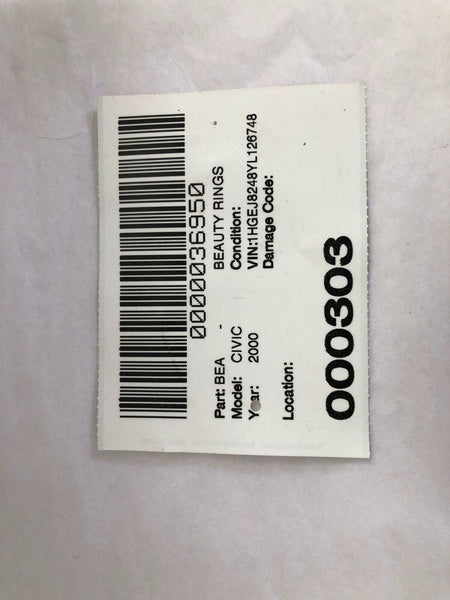 0000036950
Part: BEA - BEAUTY RINGS
Model: CIVIC Condition:
Year: 2000 VIN:1HGEJ8248YL126748
Damage Code:
Location:
000303